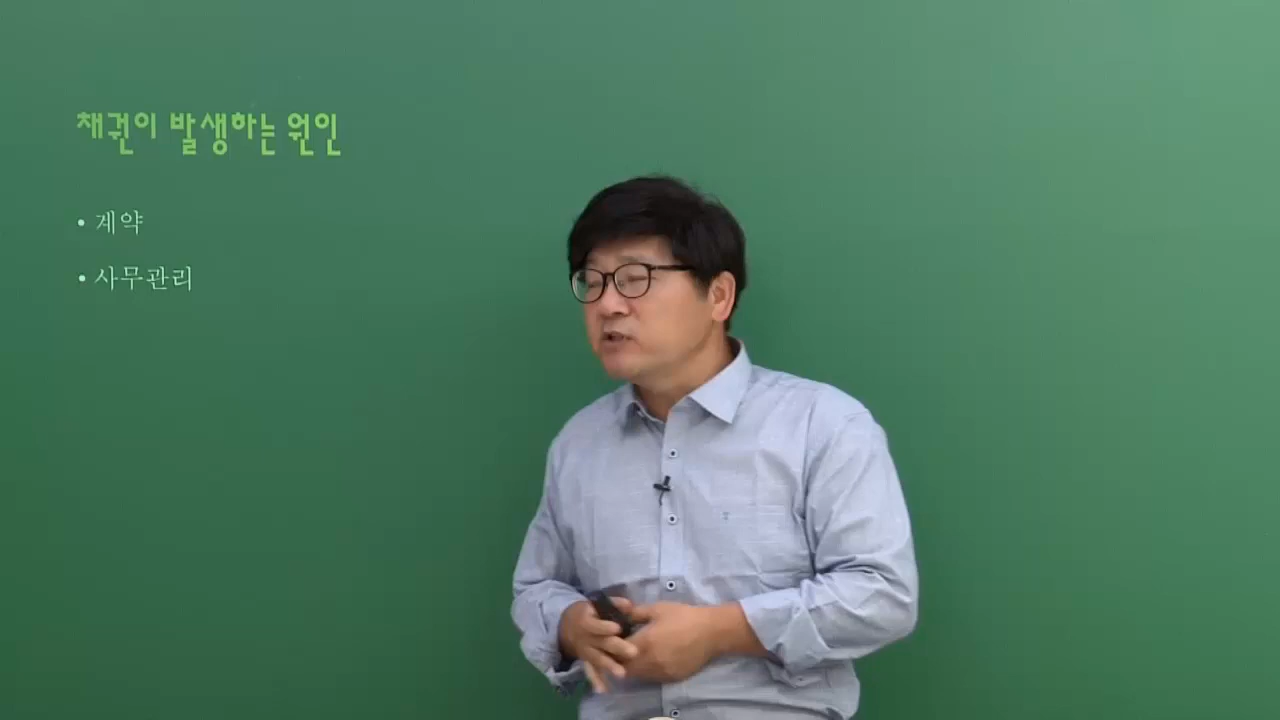 채권이 발생하는 원인
• 계약
• 사무관리